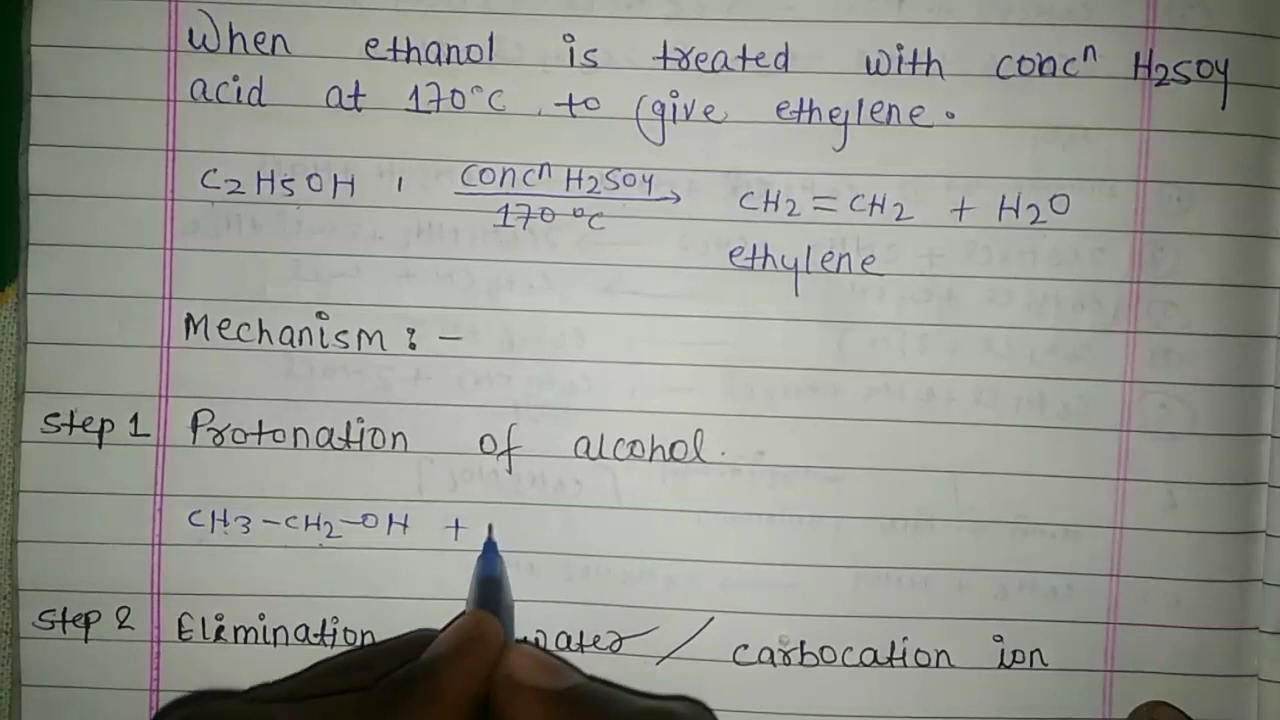 When ethanol is treated with concⁿ H2SO4
acid at 170°C to give ethylene.
C2H5OH , concⁿ H2SO4 → CH2 = CH2 + H2O
170°C
ethylene
Mechanism : -
Step 1 Protonation of alcohol.
CH3-CH2-OH +
Step 2 Elimination water / carbocation ion